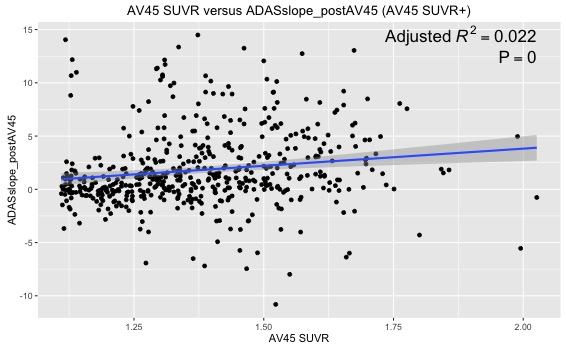 AV45 SUVR versus ADASslope_postAV45 (AV45 SUVR+)
Adjusted R² = 0.022
P = 0
ADASslope_postAV45
15
10
5
0
-5
-10
1.25
1.50
1.75
2.00
AV45 SUVR